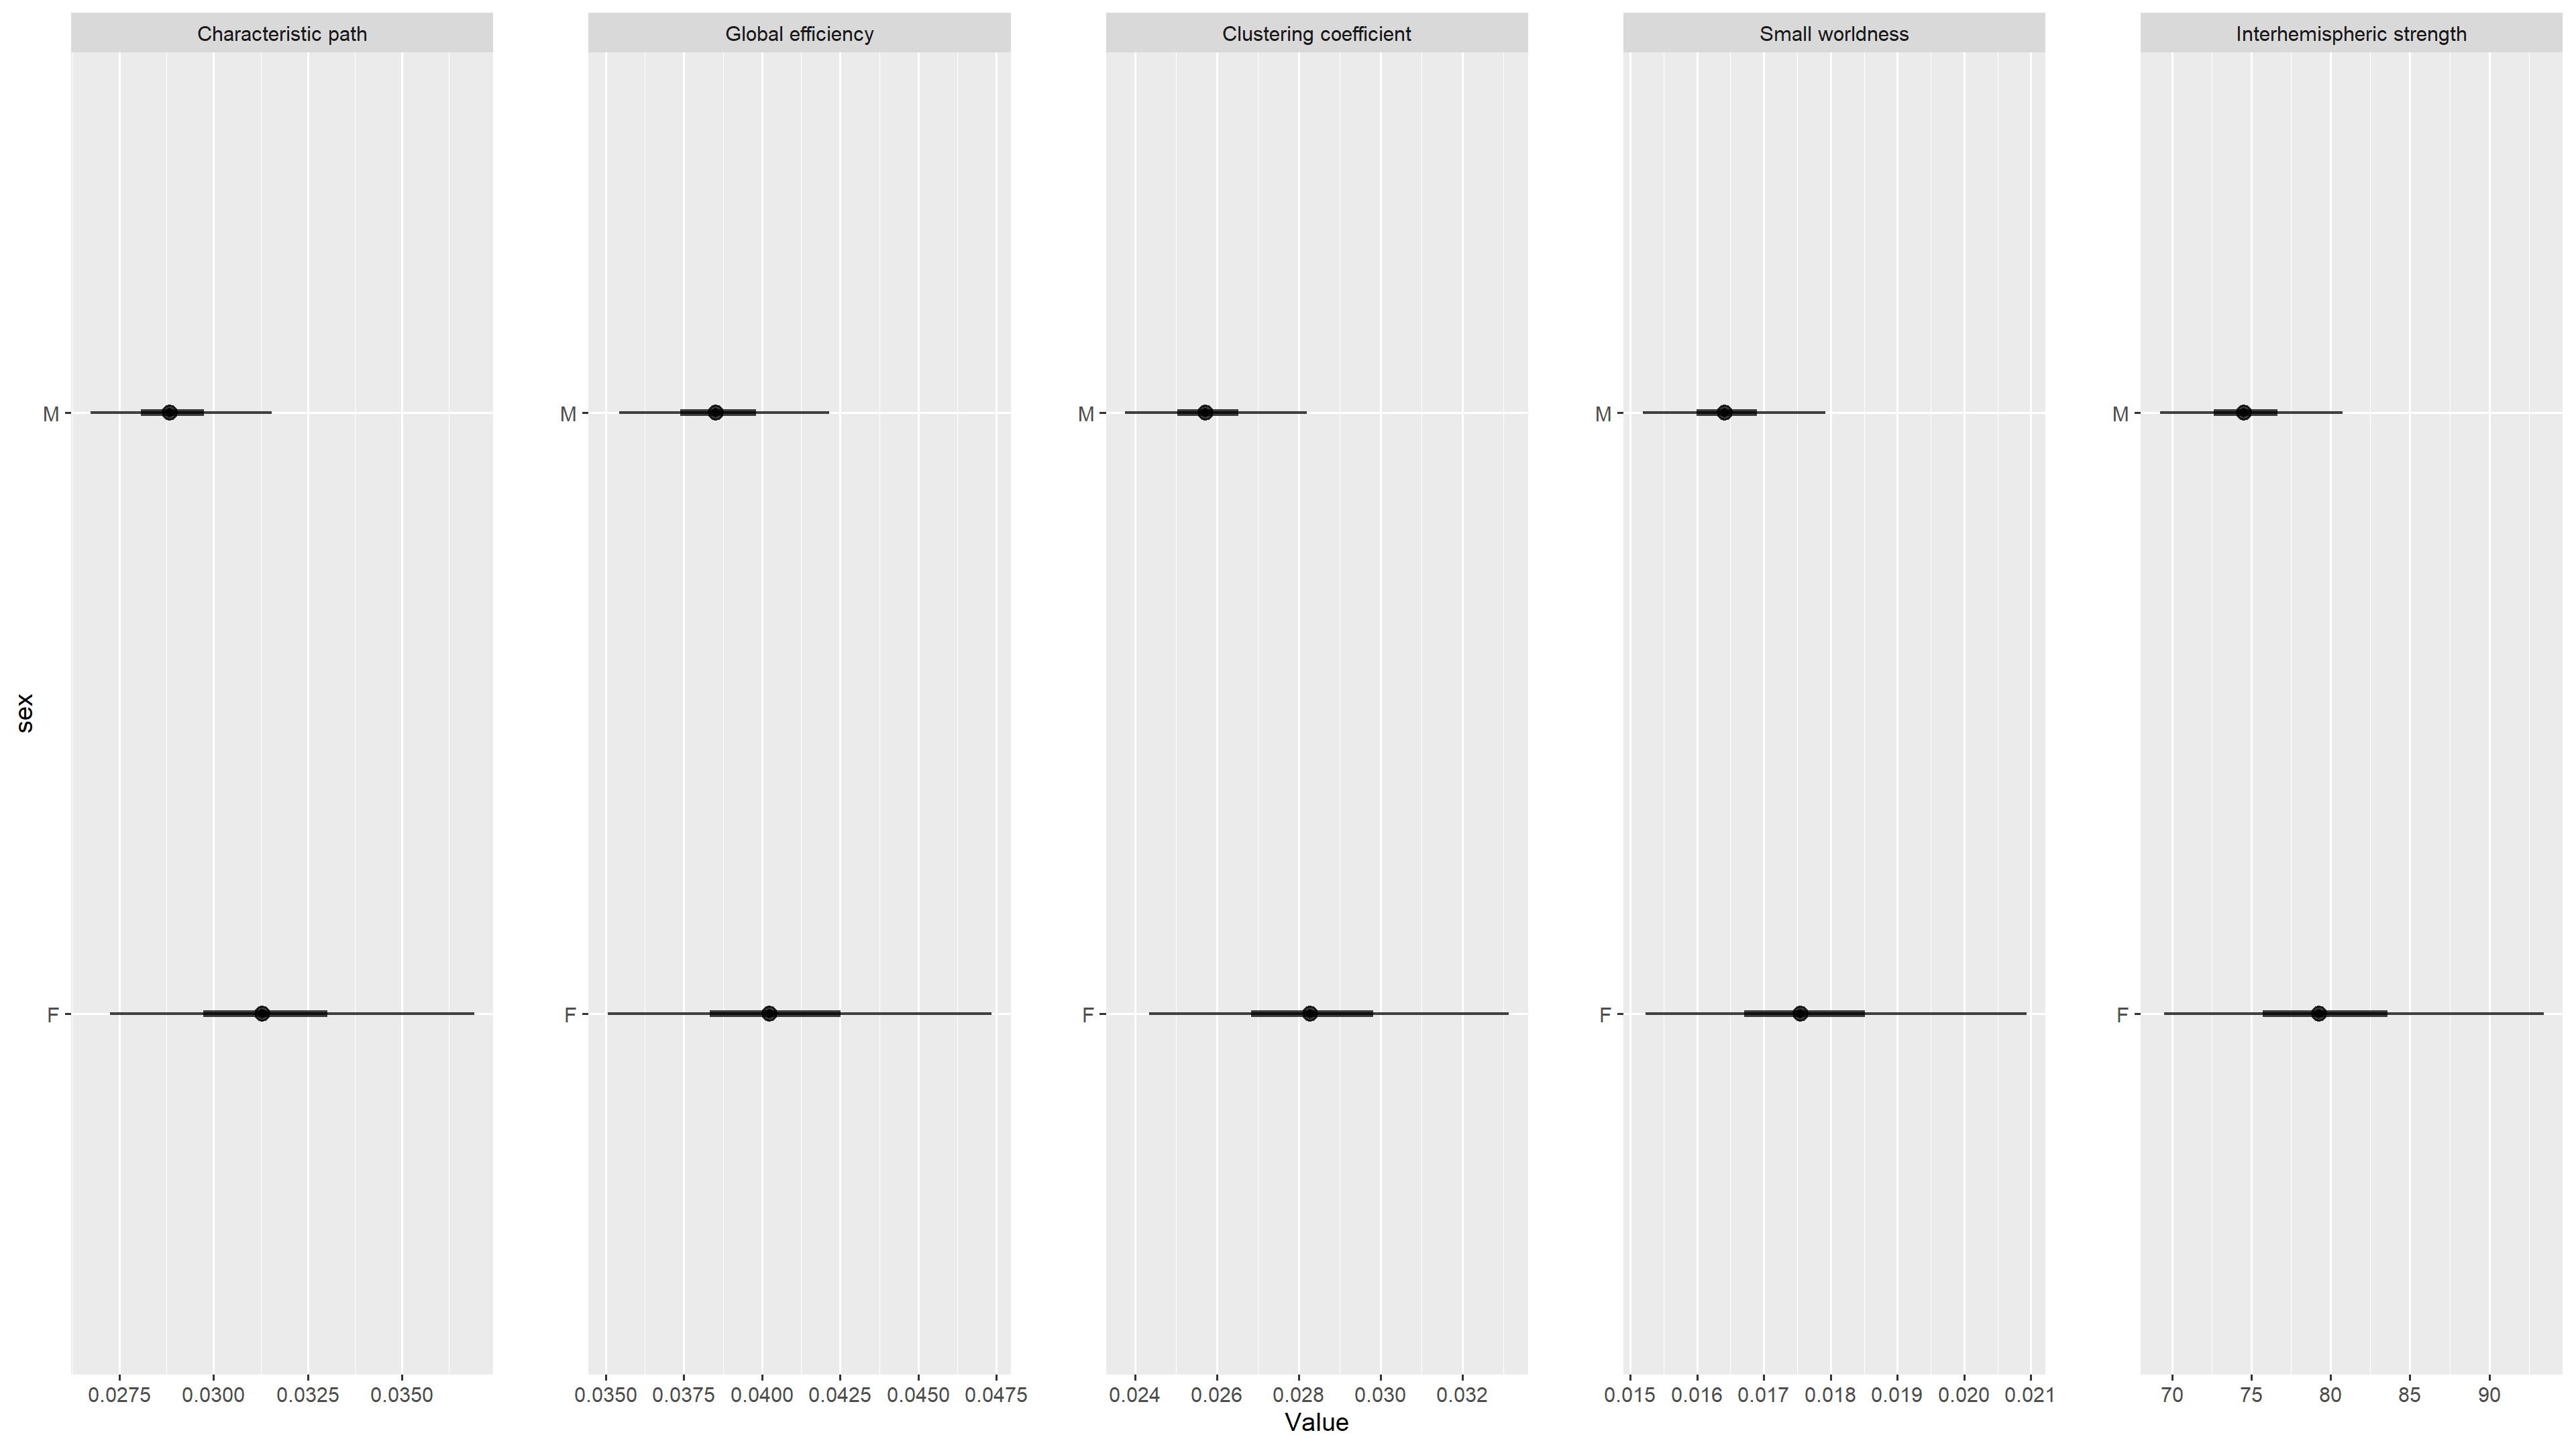 Characteristic path Global efficiency Clustering coefficient Small worldness Interhemispheric strength
M M M M M
sex
F F F F F
0.0275 0.0300 0.0325 0.0350 0.0350 0.0375 0.0400 0.0425 0.0450 0.0475 0.024 0.026 0.028 0.030 0.032 0.015 0.016 0.017 0.018 0.019 0.020 0.021 70 75 80 85 90
Value